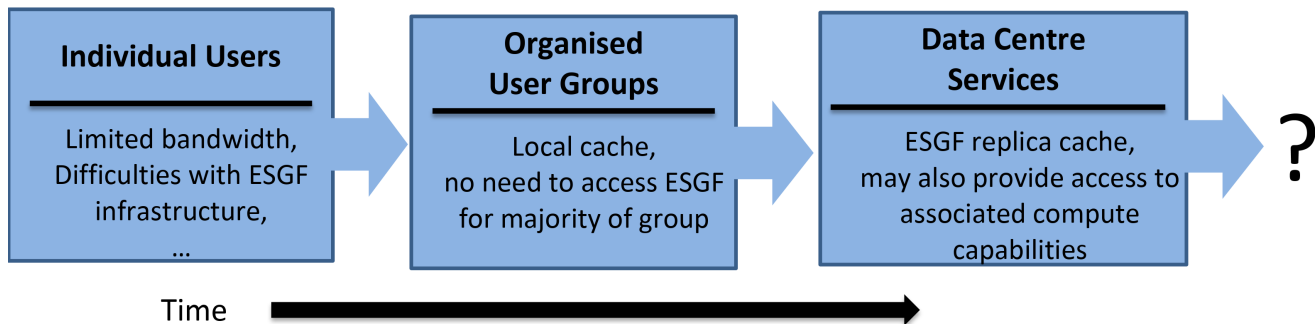 Individual Users
Limited bandwidth,
Difficulties with ESGF
infrastructure,
...
Organised
User Groups
Local cache,
no need to access ESGF
for majority of group
Data Centre
Services
ESGF replica cache,
may also provide access to
associated compute
capabilities
?
Time